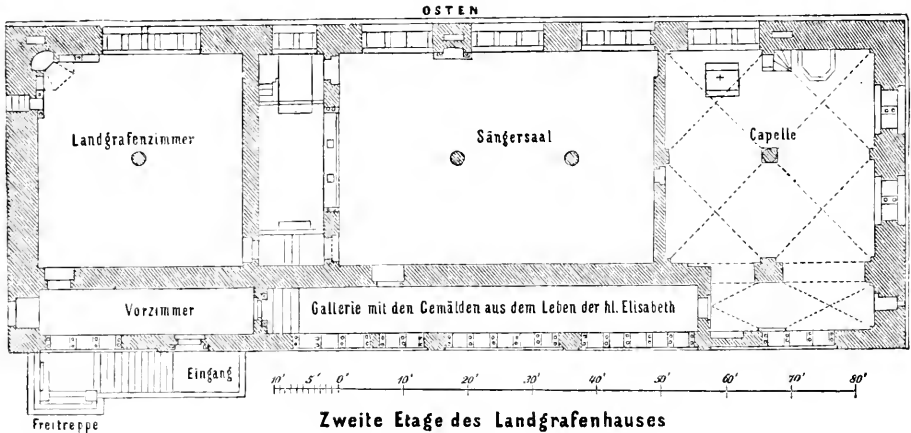 OSTEN
Landgrafenzimmer
Sängersaal
Capelle
Vorzimmer
Gallerie mit den Gemälden aus dem Leben der hl. Elisabeth
Eingang
Freitreppe
10' 5' 0' 10' 20' 30' 40' 50' 60' 70' 80'
Zweite Etage des Landgrafenhauses